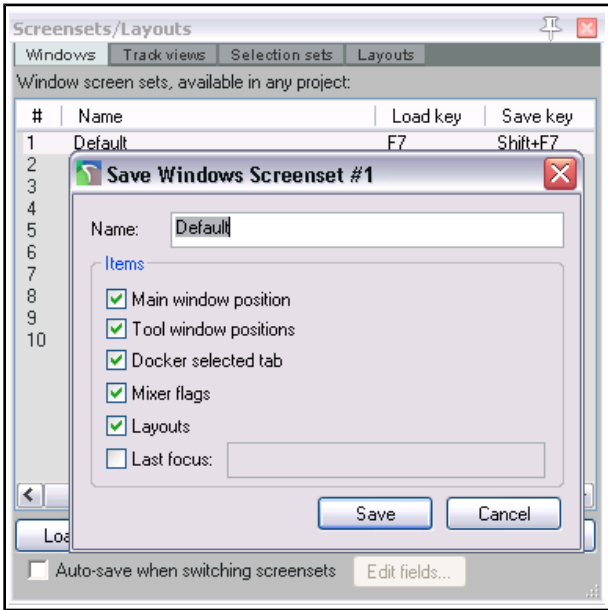 Screensets/Layouts
Windows Track views Selection sets Layouts
Window screen sets, available in any project:
# Name Load key Save key
1 Default F7 Shift+F7
2
3
4
5
6
7
8
9
10
Save Windows Screenset #1
Name: Default
Items
Main window position
Tool window positions
Docker selected tab
Mixer flags
Layouts
Last focus:
Save Cancel
Auto-save when switching screensets Edit fields...